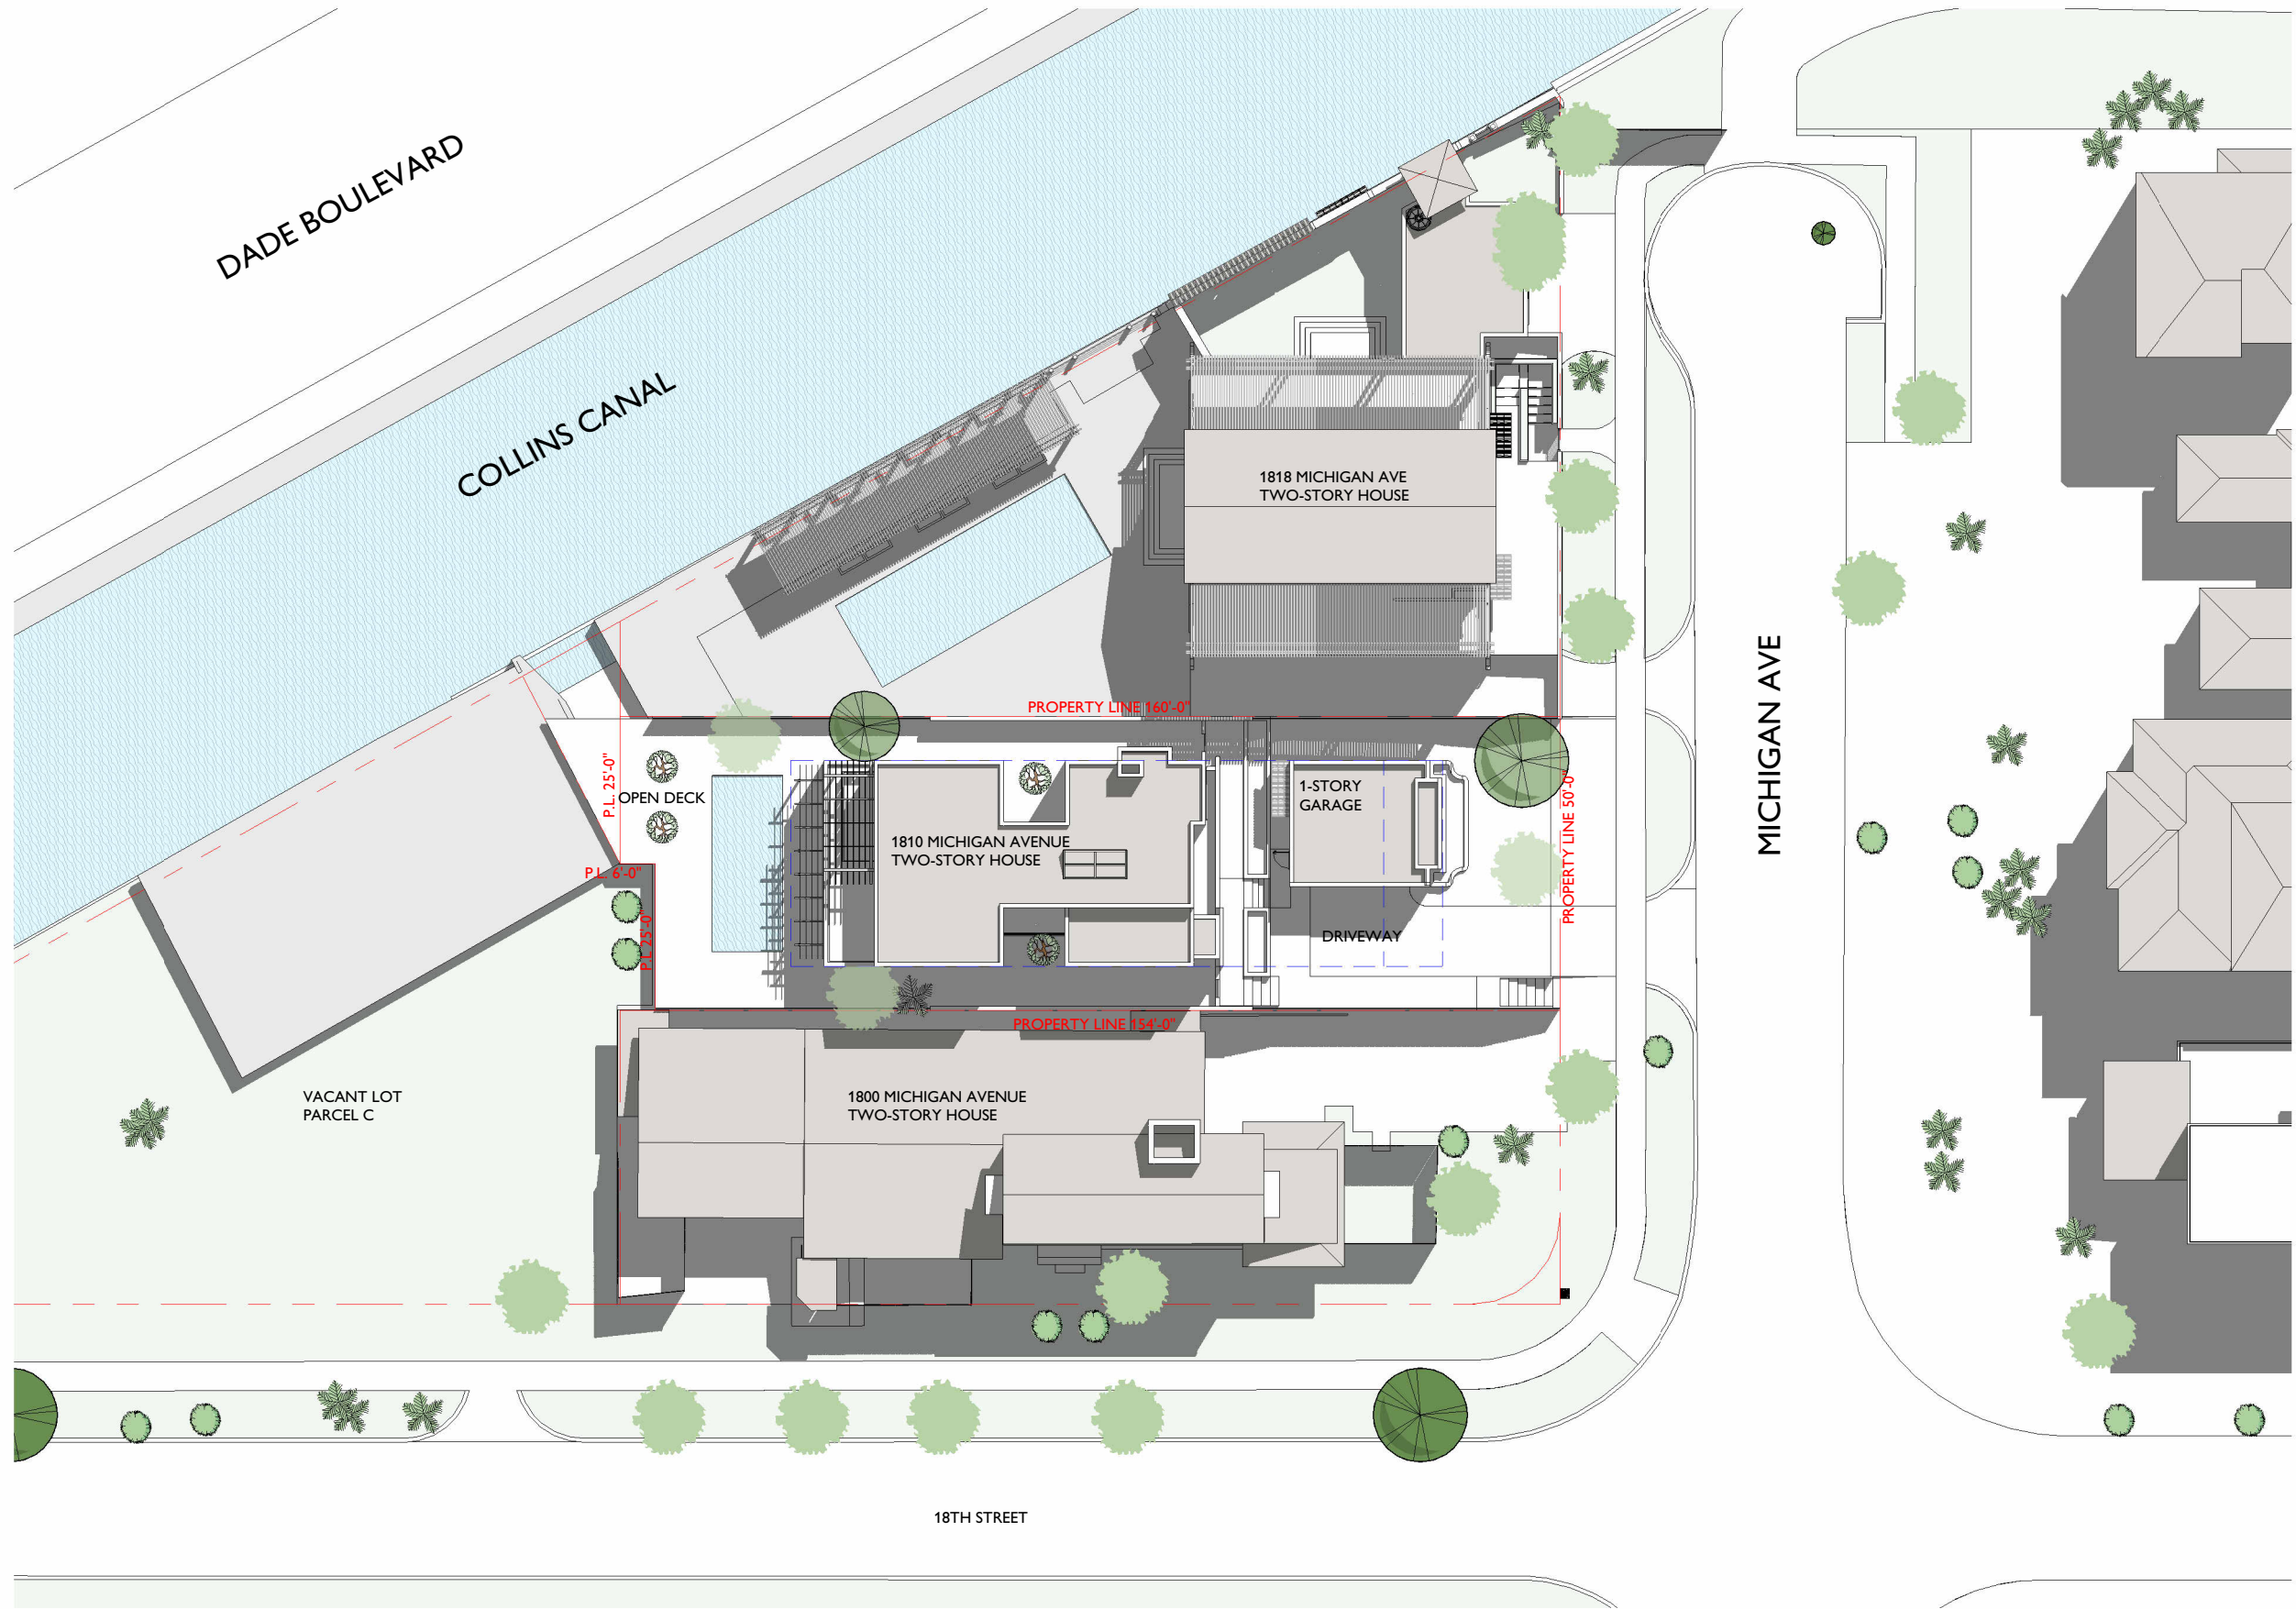 DADE BOULEVARD
COLLINS CANAL
1818 MICHIGAN AVE
TWO-STORY HOUSE
MICHIGAN AVE
PROPERTY LINE 160'-0"
P.L. 25'-0"
OPEN DECK
1-STORY
GARAGE
PROPERTY LINE 50'-0"
1810 MICHIGAN AVENUE
TWO-STORY HOUSE
P.L. 6'-0"
P.L. 25'-0"
DRIVEWAY
PROPERTY LINE 154'-0"
VACANT LOT
PARCEL C
1800 MICHIGAN AVENUE
TWO-STORY HOUSE
18TH STREET